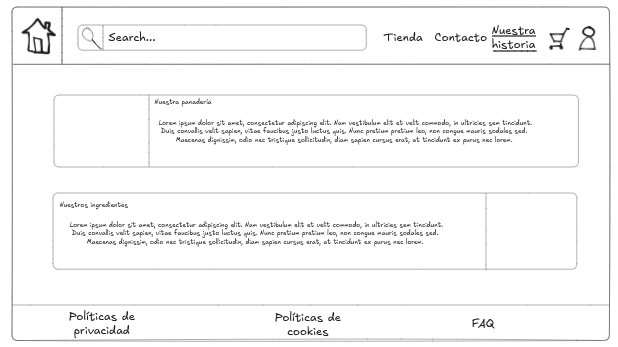 Search...
Tienda
Contacto
Nuestra
historia
Nuestra panadería
Lorem ipsum dolor sit amet, consectetur adipiscing elit. Nam vestibulum elit et velit commodo, in ultricies sem tincidunt.
Duis convallis velit sapien, vitae faucibus justo luctus quis. Nunc pretium pretium leo, non congue mauris sodales sed.
Maecenas dignissim, odio nec tristique sollicitudin, diam sapien cursus erat, at tincidunt ex purus nec lorem.
Nuestros ingredientes
Lorem ipsum dolor sit amet, consectetur adipiscing elit. Nam vestibulum elit et velit commodo, in ultricies sem tincidunt.
Duis convallis velit sapien, vitae faucibus justo luctus quis. Nunc pretium pretium leo, non congue mauris sodales sed.
Maecenas dignissim, odio nec tristique sollicitudin, diam sapien cursus erat, at tincidunt ex purus nec lorem.
Políticas de
privacidad
Políticas de
cookies
FAQ